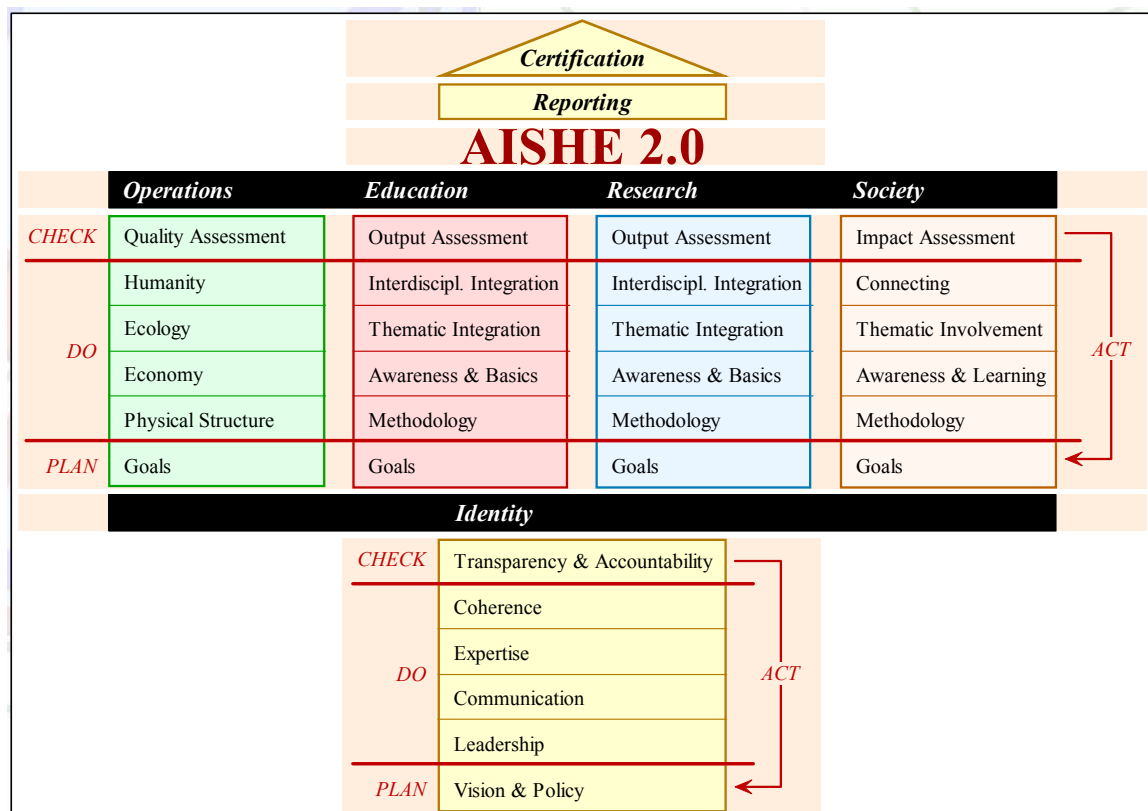 Certification
Reporting
AISHE 2.0
Operations Education Research Society
CHECK Quality Assessment Output Assessment Output Assessment Impact Assessment
Humanity Interdiscipl. Integration Interdiscipl. Integration Connecting
Ecology Thematic Integration Thematic Integration Thematic Involvement
DO ACT
Economy Awareness & Basics Awareness & Basics Awareness & Learning
Physical Structure Methodology Methodology Methodology
PLAN Goals Goals Goals Goals
Identity
CHECK Transparency & Accountability
Coherence
Expertise
DO ACT
Communication
Leadership
PLAN Vision & Policy